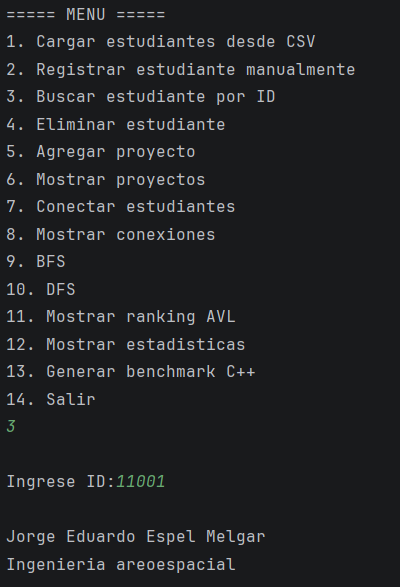 ===== MENU =====
1. Cargar estudiantes desde CSV
2. Registrar estudiante manualmente
3. Buscar estudiante por ID
4. Eliminar estudiante
5. Agregar proyecto
6. Mostrar proyectos
7. Conectar estudiantes
8. Mostrar conexiones
9. BFS
10. DFS
11. Mostrar ranking AVL
12. Mostrar estadisticas
13. Generar benchmark C++
14. Salir
3
Ingrese ID:11001
Jorge Eduardo Espel Melgar
Ingenieria areoespacial